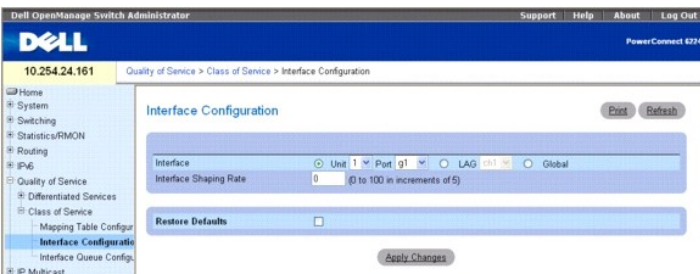 Dell OpenManage Switch Administrator
Support Help About Log Out
DELL
PowerConnect 6224
10.254.24.161
Quality of Service > Class of Service > Interface Configuration
Home
System
Switching
Statistics/RMON
Routing
IPv6
Quality of Service
Differentiated Services
Class of Service
Mapping Table Configur
Interface Configuratio
Interface Queue Configu
IP Multicast
Interface Configuration
Print Refresh
Interface Unit 1 Port g1 LAG ch1 Global
Interface Shaping Rate 0 (0 to 100 in increments of 5)
Restore Defaults
Apply Changes